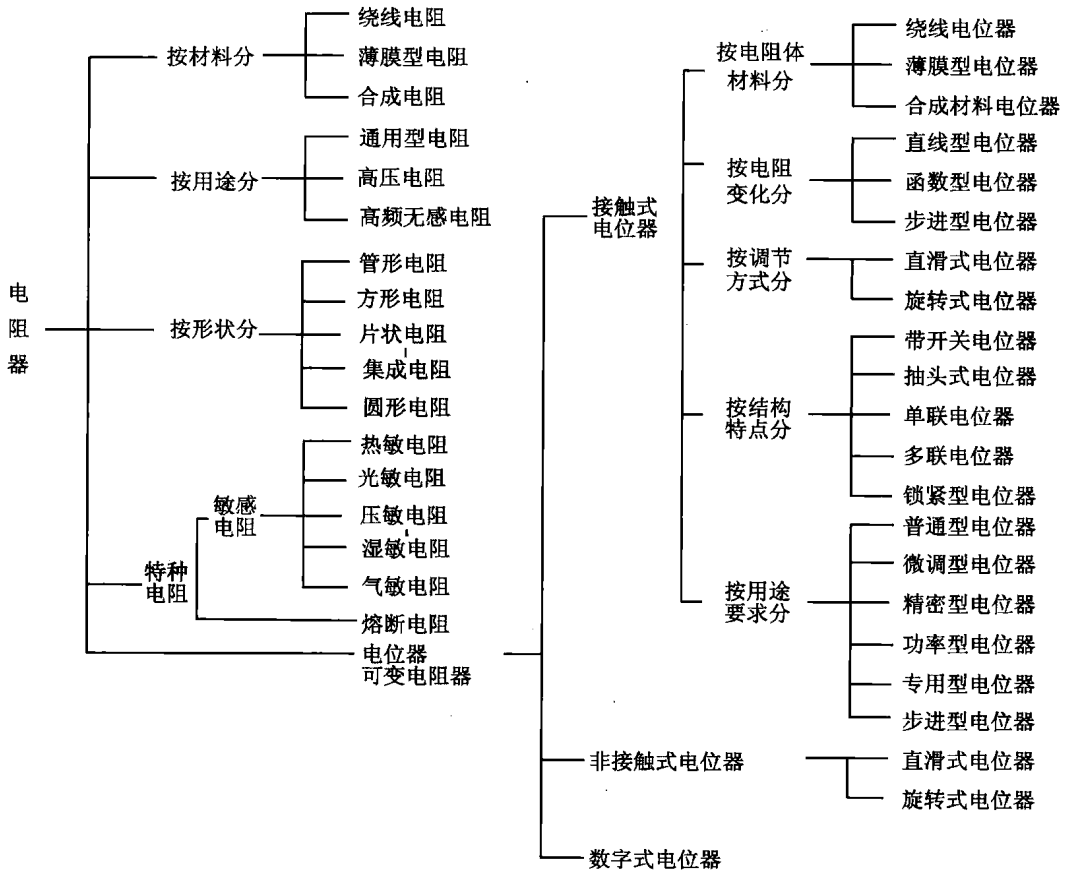 电
阻
器
按材料分
绕线电阻
薄膜型电阻
合成电阻
按用途分
通用型电阻
高压电阻
高频无感电阻
按形状分
管形电阻
方形电阻
片状电阻
集成电阻
圆形电阻
特种
电阻
敏感
电阻
热敏电阻
光敏电阻
压敏电阻
湿敏电阻
气敏电阻
熔断电阻
电位器
可变电阻器
接触式
电位器
按电阻体
材料分
绕线电位器
薄膜型电位器
合成材料电位器
按电阻
变化分
直线型电位器
函数型电位器
步进型电位器
按调节
方式分
直滑式电位器
旋转式电位器
按结构
特点分
带开关电位器
抽头式电位器
单联电位器
多联电位器
锁紧型电位器
按用途
要求分
普通型电位器
微调型电位器
精密型电位器
功率型电位器
专用型电位器
步进型电位器
非接触式电位器
直滑式电位器
旋转式电位器
数字式电位器